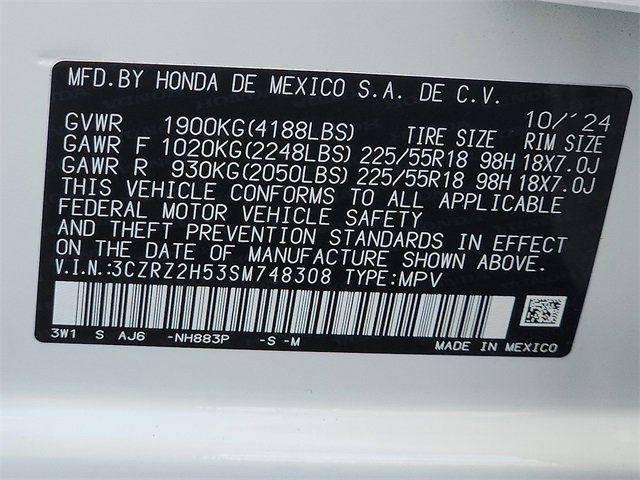 MFD.BY HONDA DE MEXICO S.A. DE C.V.
10/'24
GVWR 1900KG(4188LBS) TIRE SIZE RIM SIZE
GAWR F 1020KG(2248LBS) 225/55R18 98H 18X7.0J
GAWR R 930KG(2050LBS) 225/55R18 98H 18X7.0J
THIS VEHICLE CONFORMS TO ALL APPLICABLE
FEDERAL MOTOR VEHICLE SAFETY
AND THEFT PREVENTION STANDARDS IN EFFECT
ON THE DATE OF MANUFACTURE SHOWN ABOVE.
V.I.N.:3CZRZ2H53SM748308 TYPE:MPV
3W1 S AJ6 -NH883P -S -M MADE IN MEXICO